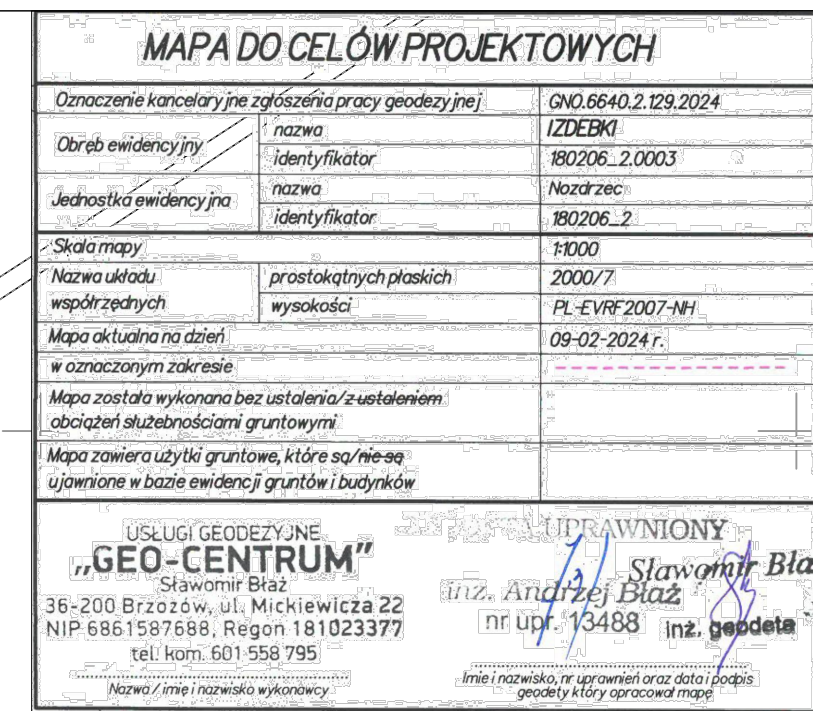 MAPA DO CELÓW PROJEKTOWYCH
Oznaczenie kancelaryjne zgłoszenia pracy geodezyjnej GNO.6640.2.129.2024
Obręb ewidencyjny nazwa IZDEBKI
identyfikator 180206_2.0003
Jednostka ewidencyjna nazwa Nozdrzec
identyfikator 180206_2
Skala mapy 1:1000
Nazwa układu prostokątnych płaskich 2000/7
współrzędnych wysokości PL-EVRF2007-NH
Mapa aktualna na dzień 09-02-2024 r.
w oznaczonym zakresie
Mapa została wykonana bez ustalenia/z ustaleniem
obciążeń służebnościami gruntowymi
Mapa zawiera użytki gruntowe, które są/nie są
ujawnione w bazie ewidencji gruntów i budynków
USŁUGI GEODEZYJNE
„GEO-CENTRUM"
Sławomir Błaż
36-200 Brzozów, ul. Mickiewicza 22
NIP 6861587688, Regon 181023377
tel. kom. 601 558 795
Nazwa / imię i nazwisko wykonawcy
UPRAWNIONY
Sławomir Bła
inż. Andrzej Błaż
nr upr. 13488 inż. geodeta
Imię i nazwisko, nr uprawnień oraz data i podpis
geodety który opracował mapę